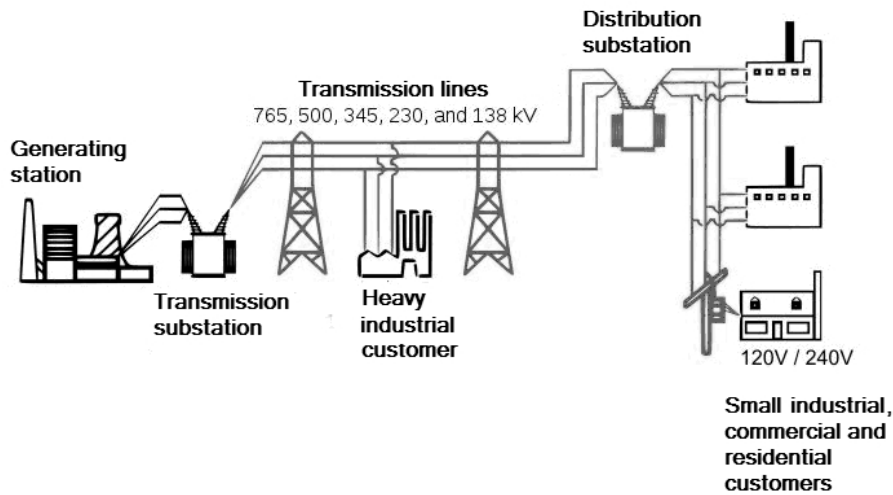 Distribution
substation
Transmission lines
765, 500, 345, 230, and 138 kV
Generating
station
Transmission
substation
Heavy
industrial
customer
120V / 240V
Small industrial,
commercial and
residential
customers